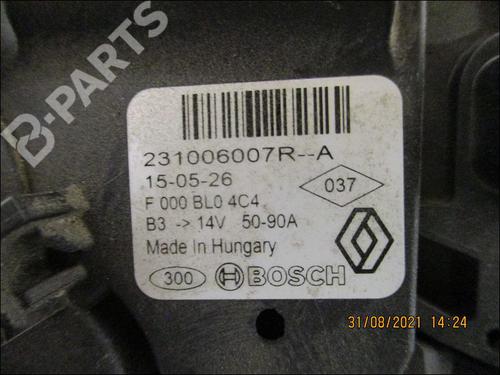 B-PARTS
231006007R--A
15-05-26
037
F 000 BL0 4C4
B3 -> 14V 50-90A
Made In Hungary
300 BOSCH
31/08/2021 14:24